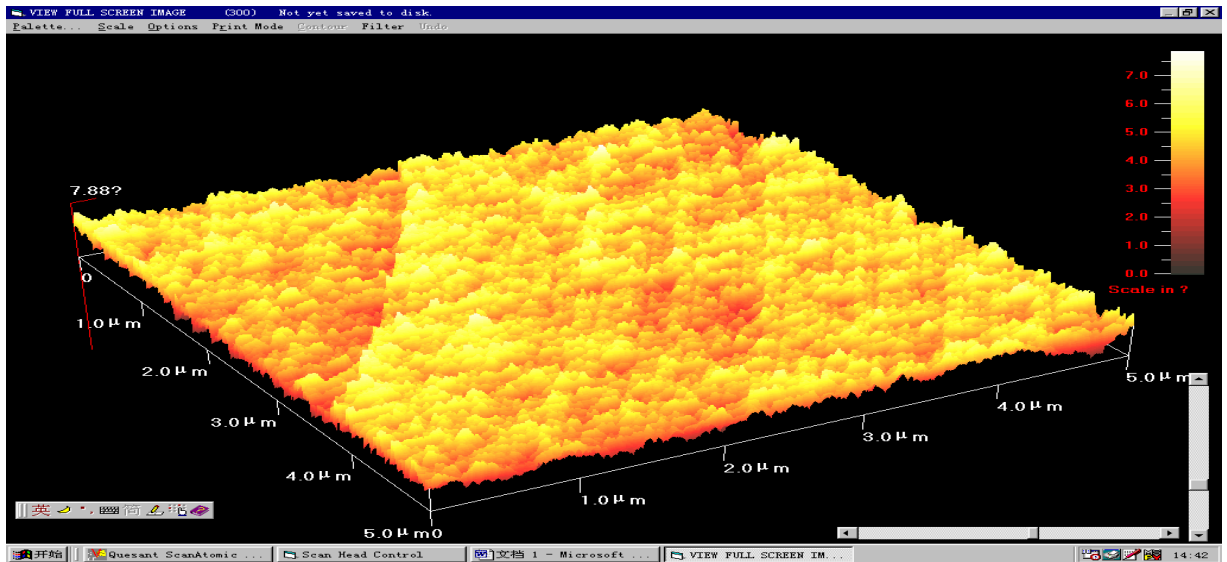 VIEW FULL SCREEN IMAGE (300) Not yet saved to disk.
Palette... Scale Options Print Mode Contour Filter Undo
7.0
6.0
5.0
4.0
3.0
2.0
1.0
0.0
Scale in ?
7.88?
0
1.0 μ m
2.0 μ m
3.0 μ m
4.0 μ m
5.0 μ m0
1.0 μ m
2.0 μ m
3.0 μ m
4.0 μ m
5.0 μ m
英 简
开始 Quesant ScanAtomic ... Scan Head Control 文档 1 - Microsoft ... VIEW FULL SCREEN IM... 14:42